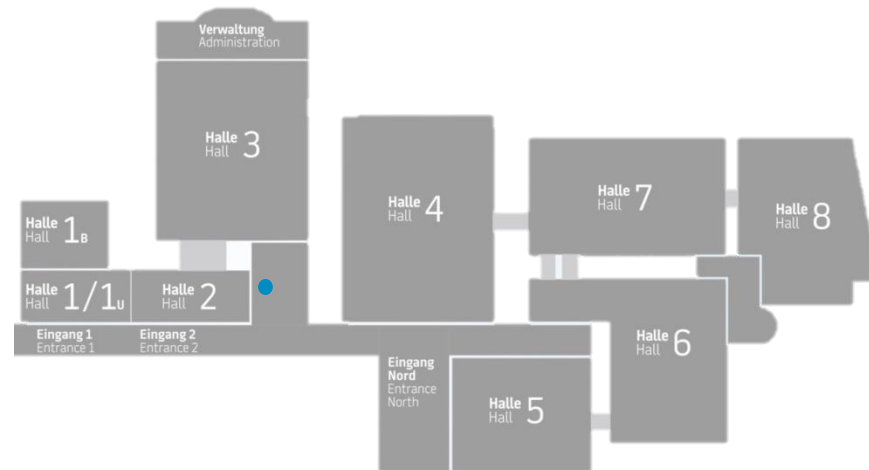 Verwaltung
Administration
Halle
Hall 3
Halle
Hall 4
Halle
Hall 7
Halle
Hall 8
Halle
Hall 1B
Halle
Hall 1/1U
Halle
Hall 2
Eingang 1
Entrance 1
Eingang 2
Entrance 2
Halle
Hall 6
Eingang
Nord
Entrance
North
Halle
Hall 5